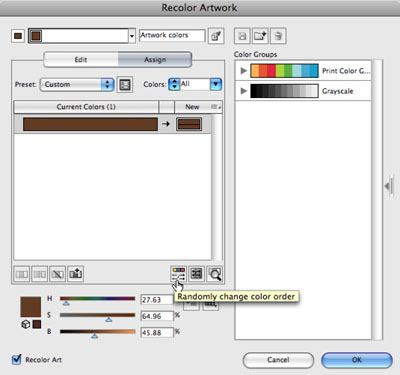 Recolor Artwork
Artwork colors
Edit
Assign
Color Groups
Preset: Custom
Colors: All
Print Color G...
Grayscale
Current Colors (1)
New
Randomly change color order
H 27.63 °
S 64.96 %
B 45.88 %
Recolor Art
Cancel
OK